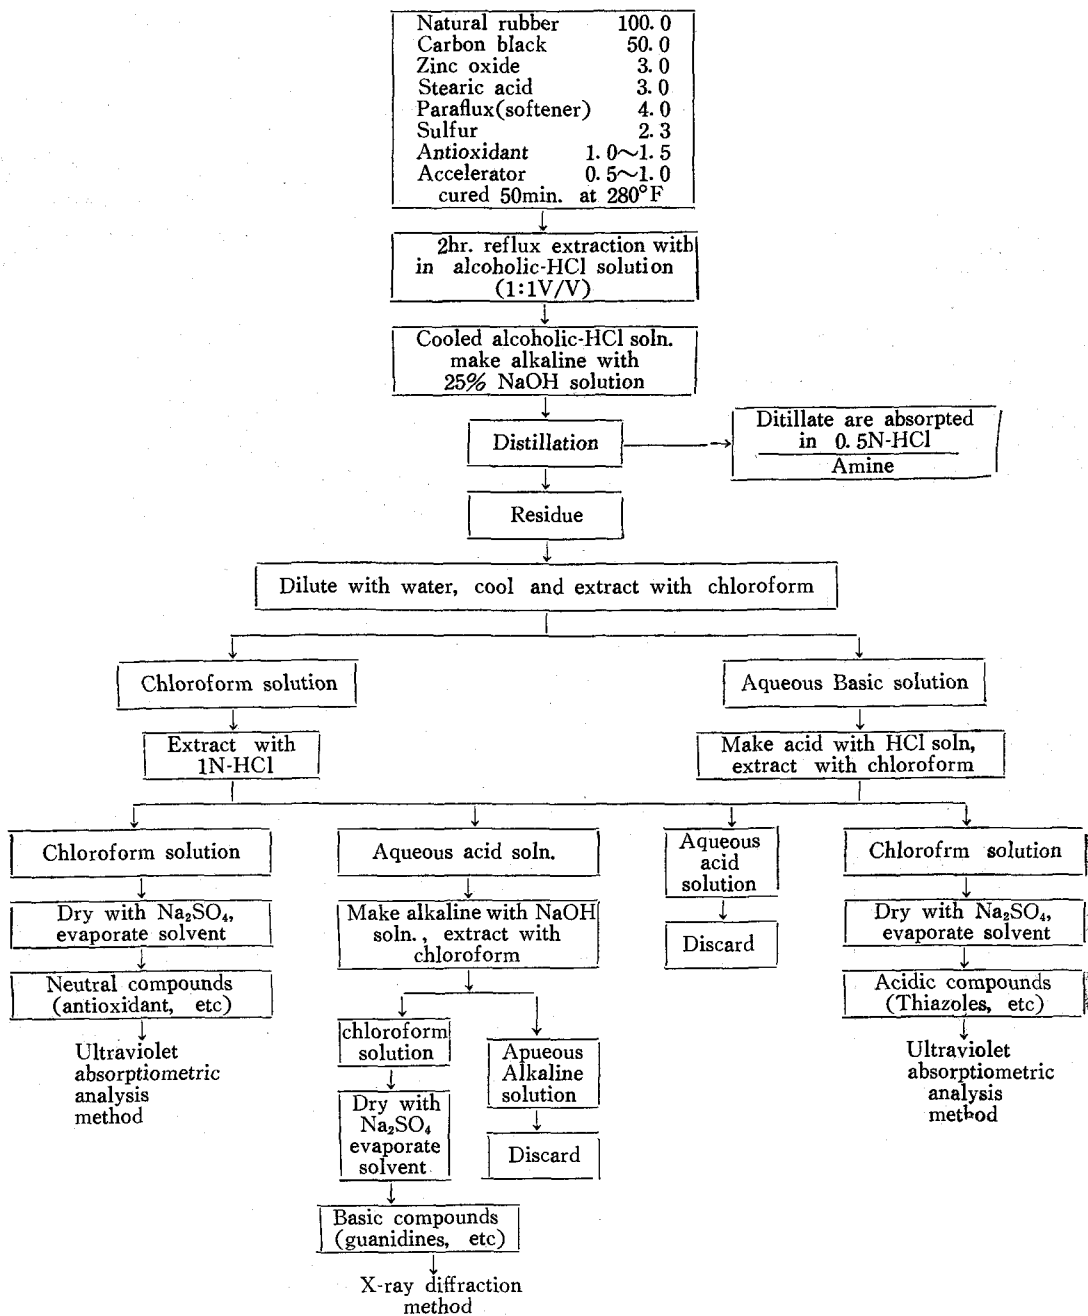 Natural rubber 100.0
Carbon black 50.0
Zinc oxide 3.0
Stearic acid 3.0
Paraflux(softener) 4.0
Sulfur 2.3
Antioxidant 1.0~1.5
Accelerator 0.5~1.0
cured 50min. at 280°F
2hr. reflux extraction with
in alcoholic-HCl solution
(1:1V/V)
Cooled alcoholic-HCl soln.
make alkaline with
25% NaOH solution
Distillation
Ditillate are absorpted
in 0.5N-HCl
Amine
Residue
Dilute with water, cool and extract with chloroform
Chloroform solution
Aqueous Basic solution
Extract with
1N-HCl
Make acid with HCl soln,
extract with chloroform
Chloroform solution
Aqueous acid soln.
Aqueous
acid
solution
Chlorofrm solution
Dry with Na₂SO₄,
evaporate solvent
Make alkaline with NaOH
soln., extract with
chloroform
Discard
Dry with Na₂SO₄,
evaporate solvent
Neutral compounds
(antioxidant, etc)
Acidic compounds
(Thiazoles, etc)
Ultraviolet
absorptiometric
analysis
method
chloroform
solution
Apueous
Alkaline
solution
Ultraviolet
absorptiometric
analysis
method
Dry with
Na₂SO₄
evaporate
solvent
Discard
Basic compounds
(guanidines, etc)
X-ray diffraction
method